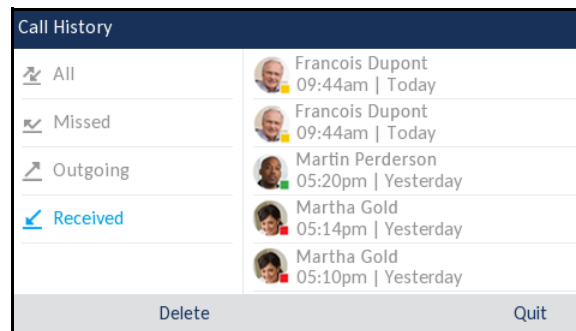 Call History
All
Missed
Outgoing
Received
Francois Dupont
09:44am | Today
Francois Dupont
09:44am | Today
Martin Perderson
05:20pm | Yesterday
Martha Gold
05:14pm | Yesterday
Martha Gold
05:10pm | Yesterday
Delete
Quit